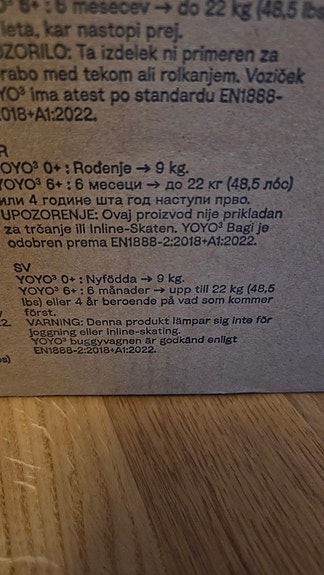 6+ : 6 mesecev → do 22 kg (48,5 lbs)
leta, kar nastopi prej.
OZORILO: Ta izdelek ni primeren za
rabo med tekom ali rolkanjem. Voziček
YOYO³ ima atest po standardu EN1888-
2018+A1:2022.
R
YOYO³ 0+ : Rođenje → 9 kg.
YOYO³ 6+ : 6 месеци → до 22 кг (48,5 лбс)
или 4 године шта год наступи прво.
UPOZORENJE: Ovaj proizvod nije prikladan
za trčanje ili Inline-Skaten. YOYO³ Bagi je
odobren prema EN1888-2:2018+A1:2022.
SV
YOYO³ 0+ : Nyfödda → 9 kg.
YOYO³ 6+ : 6 månader → upp till 22 kg (48,5
lbs) eller 4 år beroende på vad som kommer
först.
VARNING: Denna produkt lämpar sig inte för
joggning eller inline-skating.
YOYO³ buggyvagnen är godkänd enligt
EN1888-2:2018+A1:2022.